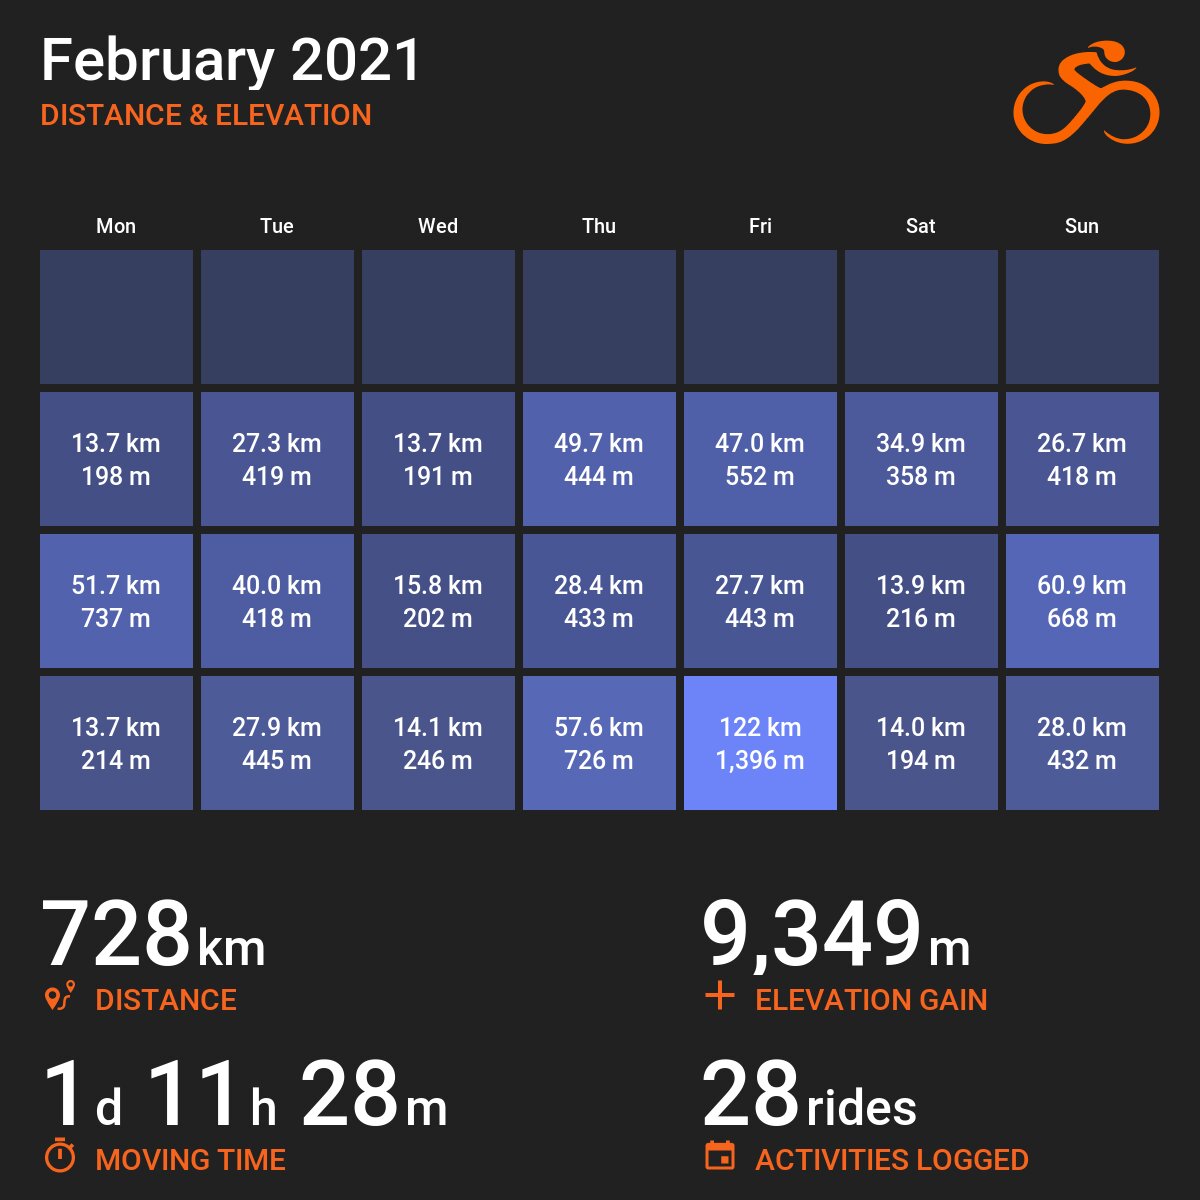 February 2021
DISTANCE & ELEVATION
Mon Tue Wed Thu Fri Sat Sun
13.7 km 27.3 km 13.7 km 49.7 km 47.0 km 34.9 km 26.7 km
198 m 419 m 191 m 444 m 552 m 358 m 418 m
51.7 km 40.0 km 15.8 km 28.4 km 27.7 km 13.9 km 60.9 km
737 m 418 m 202 m 433 m 443 m 216 m 668 m
13.7 km 27.9 km 14.1 km 57.6 km 122 km 14.0 km 28.0 km
214 m 445 m 246 m 726 m 1,396 m 194 m 432 m
728 km 9,349 m
DISTANCE ELEVATION GAIN
1 d 11 h 28 m 28 rides
MOVING TIME ACTIVITIES LOGGED